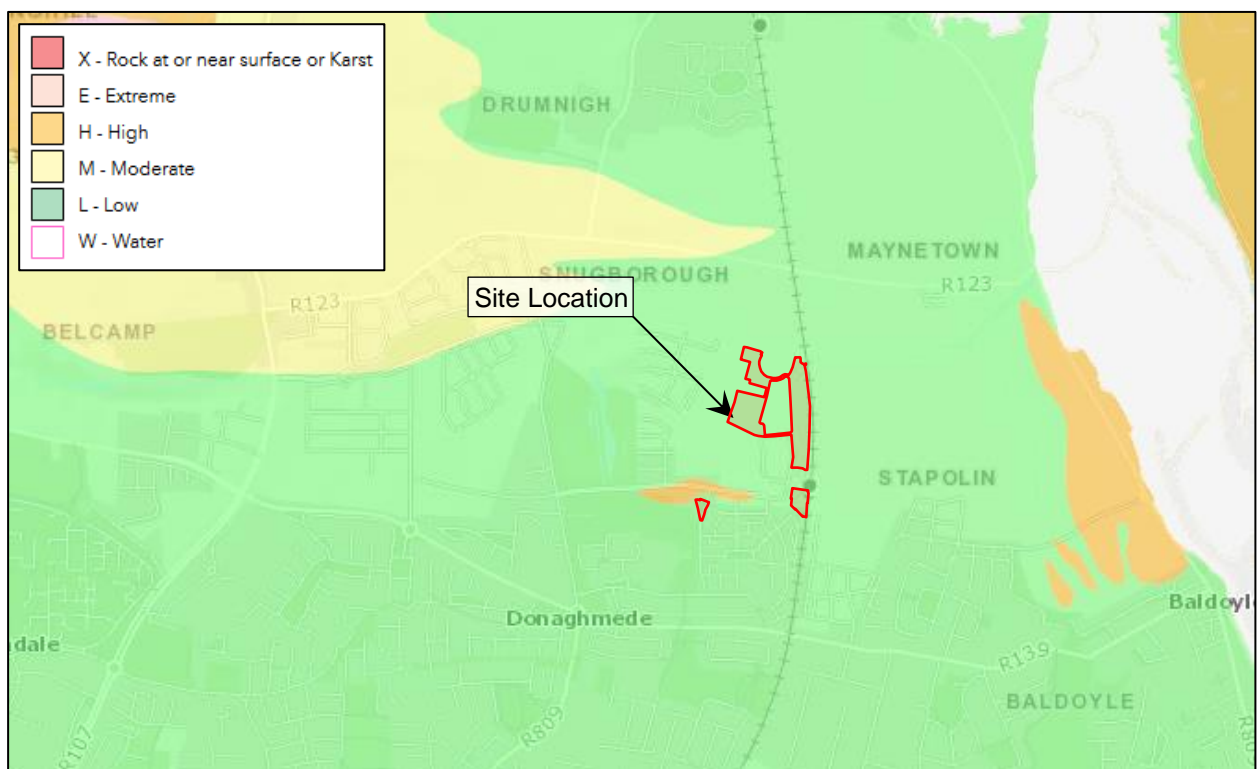 X - Rock at or near surface or Karst
E - Extreme
H - High
M - Moderate
L - Low
W - Water
DRUMNIGH
MAYNETOWN
SNUGBOROUGH
R123
R123
Site Location
BELCAMP
STAPOLIN
Donaghmede
Baldoyle
ndale
R139
BALDOYLE
R809
R107